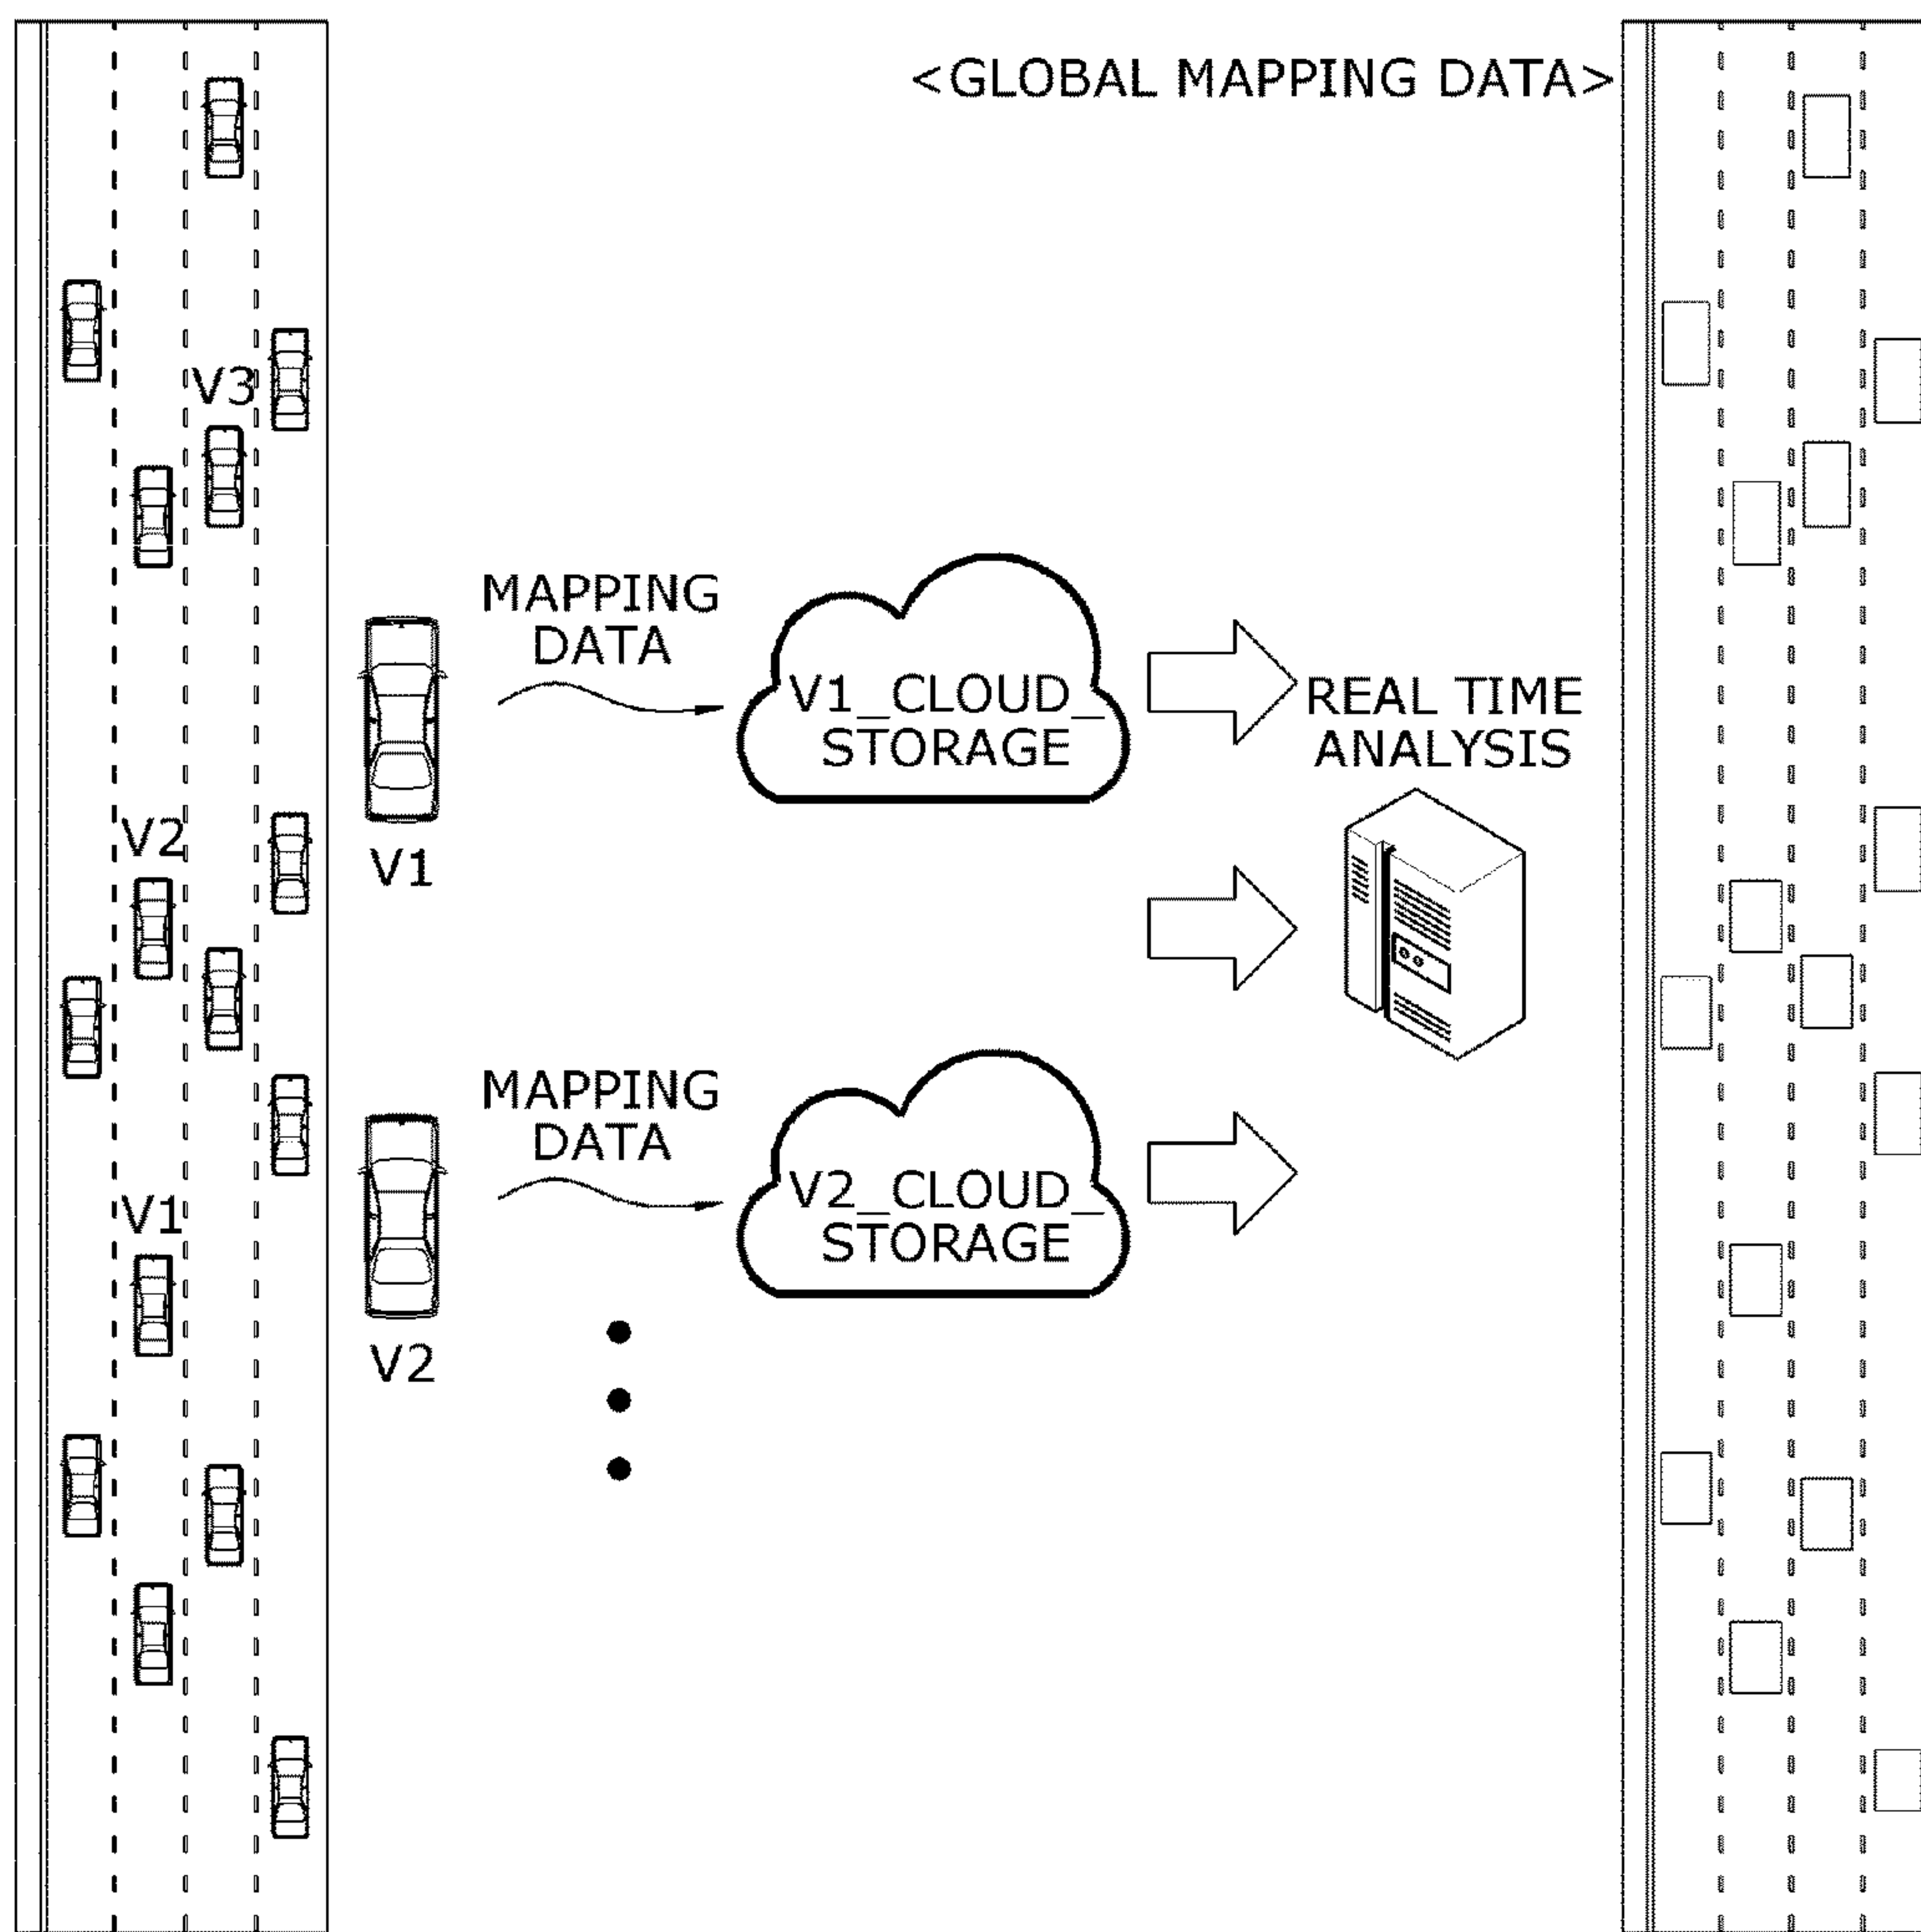 <GLOBAL MAPPING DATA>
V3
MAPPING
DATA
V1_CLOUD_
STORAGE
REAL TIME
ANALYSIS
V2
V1
MAPPING
DATA
V2_CLOUD_
STORAGE
V1
V2